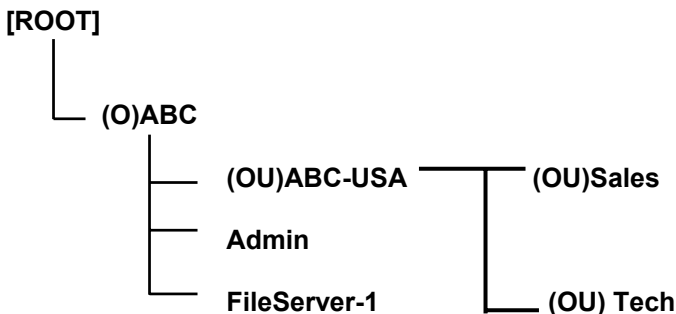 [ROOT]
(O)ABC
(OU)ABC-USA
(OU)Sales
Admin
FileServer-1
(OU) Tech